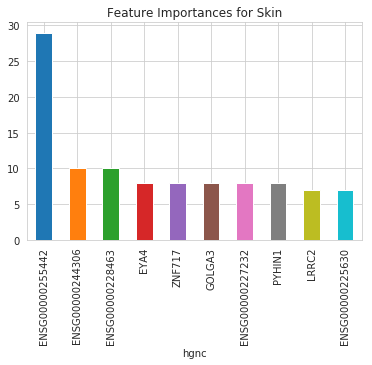 Feature Importances for Skin
30
25
20
15
10
5
0
ENSG00000255442
ENSG00000244306
ENSG00000228463
EYA4
ZNF717
GOLGA3
ENSG00000227232
PYHIN1
LRRC2
ENSG00000225630
hgnc